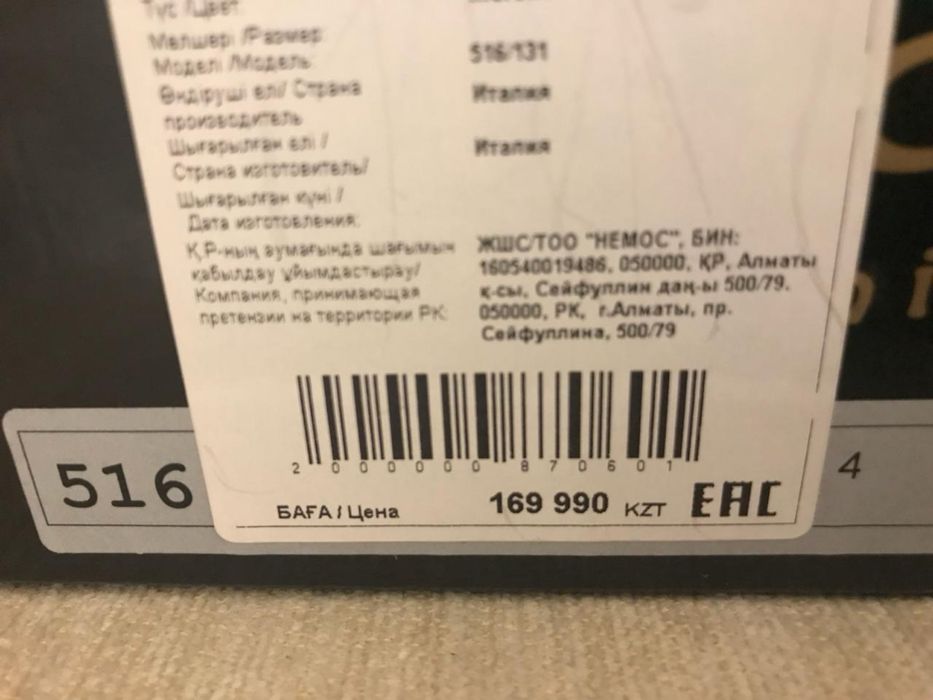 Түс /Цвет:
Мөлшері /Размер:
Моделі /Модель: 516/131
Өндіруші елі/ Страна производитель Италия
Шығарылған елі /
Страна изготовитель/ Италия
Шығарылған күні /
Дата изготовления:
ҚР-ның аумағында шағымын
қабылдау ұйымдастырау/
Компания, принимающая
претензии на территории РК:
ЖШС/ТОО "НЕМОС", БИН:
160540019486, 050000, ҚР, Алматы
қ-сы, Сейфуллин даң-ы 500/79.
050000, РК, г.Алматы, пр.
Сейфуллина, 500/79
2 000000 870601
БАҒА / Цена 169 990 KZT EAC
516
4